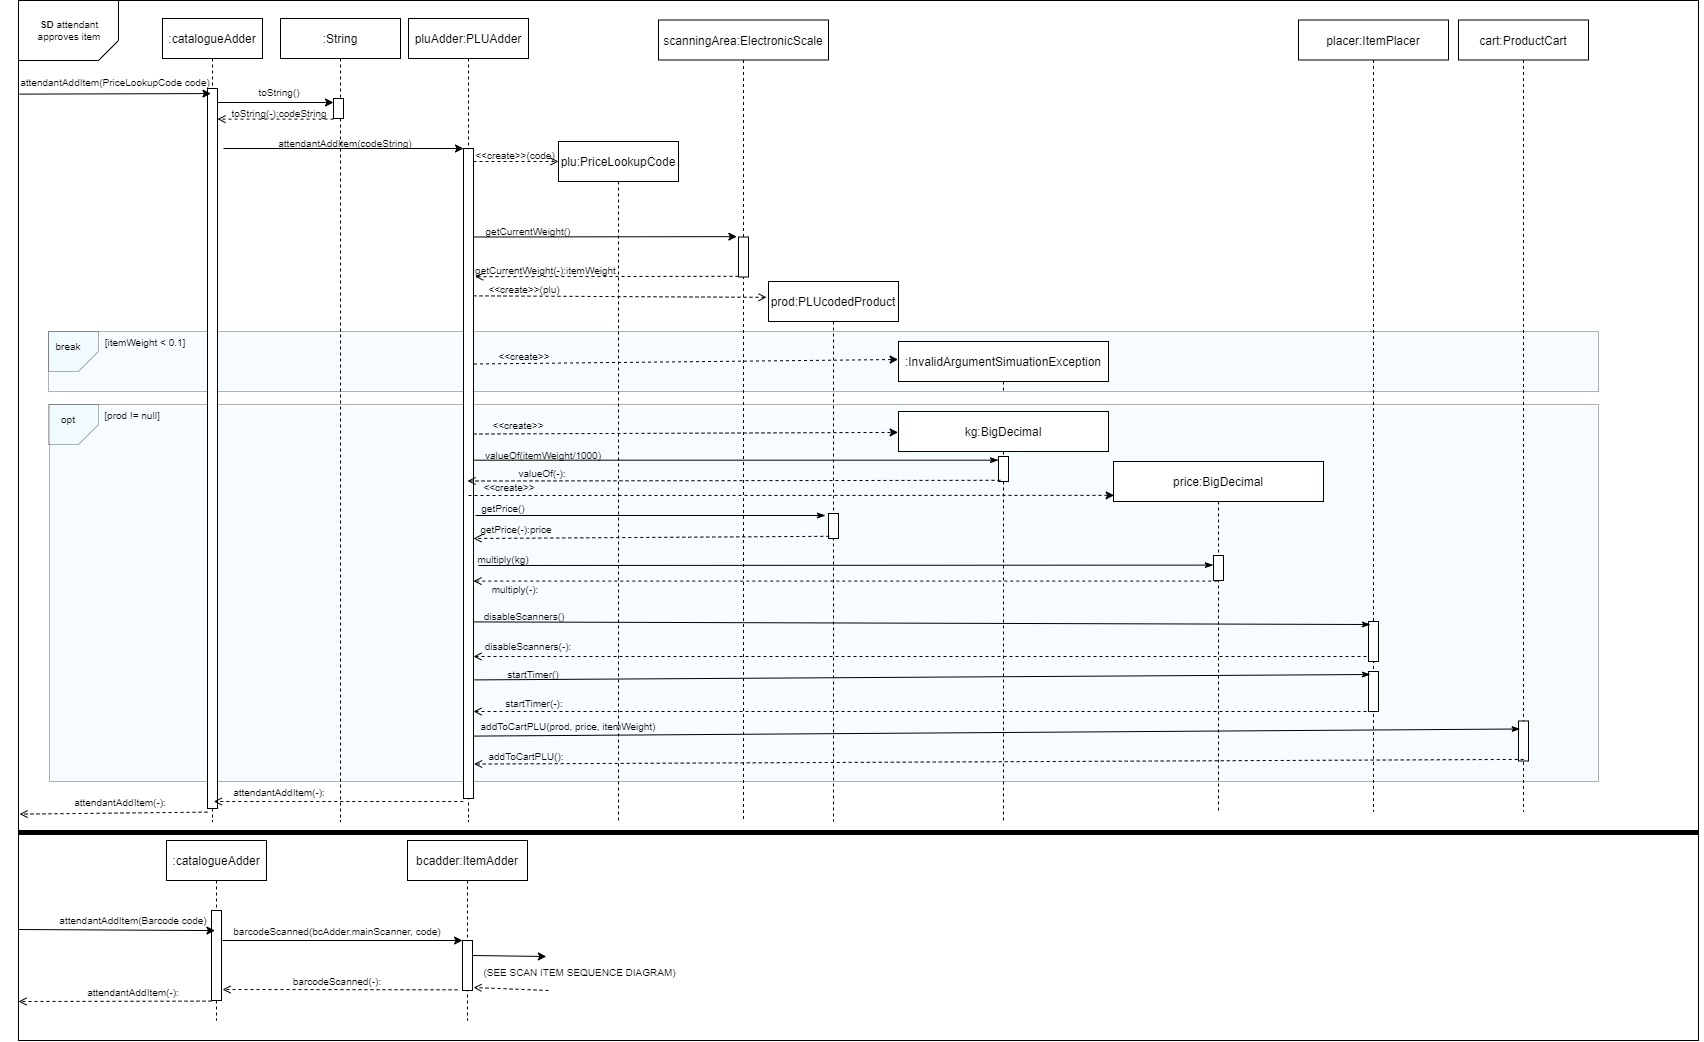 SD attendant
approves item
:catalogueAdder
:String
pluAdder:PLUAdder
scanningArea:ElectronicScale
placer:ItemPlacer
cart:ProductCart
attendantAddItem(PriceLookupCode code)
toString()
toString(-):codeString
attendantAddItem(codeString)
<<create>>(code)
plu:PriceLookupCode
getCurrentWeight()
getCurrentWeight(-):itemWeight
<<create>>(plu)
prod:PLUcodedProduct
break
[itemWeight < 0.1]
<<create>>
:InvalidArgumentSimuationException
opt
[prod != null]
<<create>>
kg:BigDecimal
valueOf(itemWeight/1000)
valueOf(-):
<<create>>
price:BigDecimal
getPrice()
getPrice(-):price
multiply(kg)
multiply(-):
disableScanners()
disableScanners(-):
startTimer()
startTimer(-):
addToCartPLU(prod, price, itemWeight)
addToCartPLU():
attendantAddItem(-):
attendantAddItem(-):
:catalogueAdder
bcadder:ItemAdder
attendantAddItem(Barcode code)
barcodeScanned(bcAdder.mainScanner, code)
(SEE SCAN ITEM SEQUENCE DIAGRAM)
barcodeScanned(-):
attendantAddItem(-):